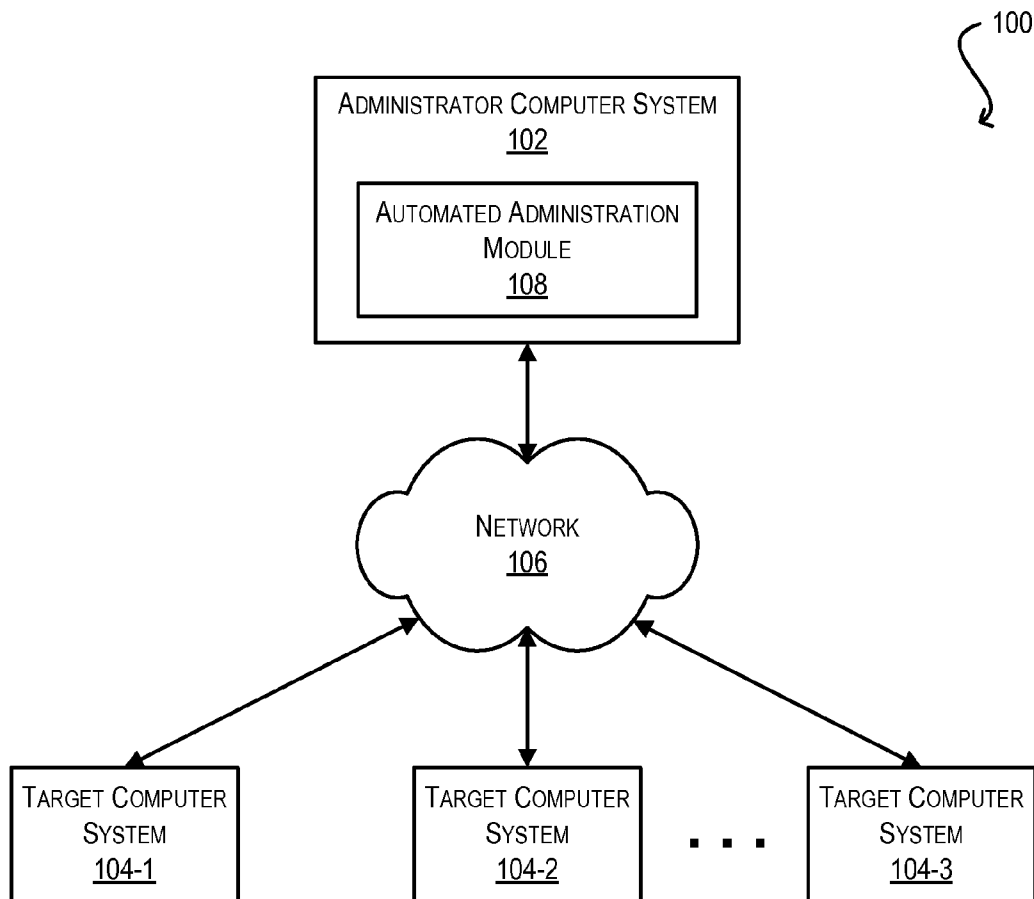 100
ADMINISTRATOR COMPUTER SYSTEM
102
AUTOMATED ADMINISTRATION
MODULE
108
NETWORK
106
TARGET COMPUTER
SYSTEM
104-1
TARGET COMPUTER
SYSTEM
104-2
. . .
TARGET COMPUTER
SYSTEM
104-3